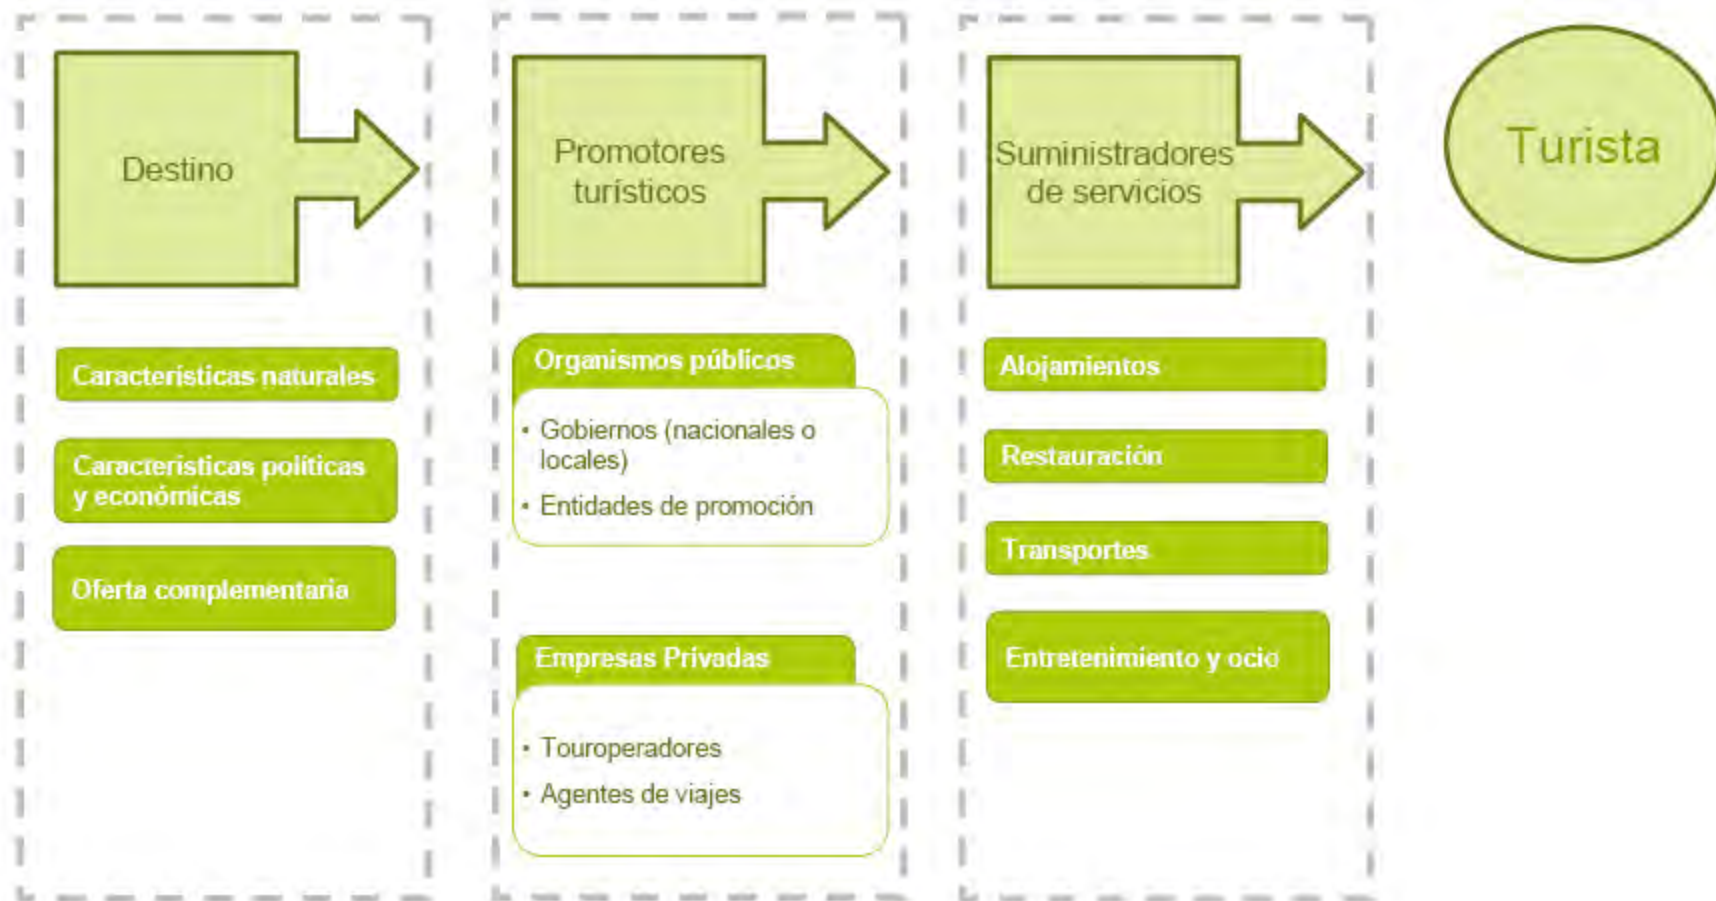 Destino
Características naturales
Características políticas
y económicas
Oferta complementaria
Promotores
turísticos
Organismos públicos
• Gobiernos (nacionales o
locales)
• Entidades de promoción
Empresas Privadas
• Touroperadores
• Agentes de viajes
Suministradores
de servicios
Alojamientos
Restauración
Transportes
Entretenimiento y ocio
Turista